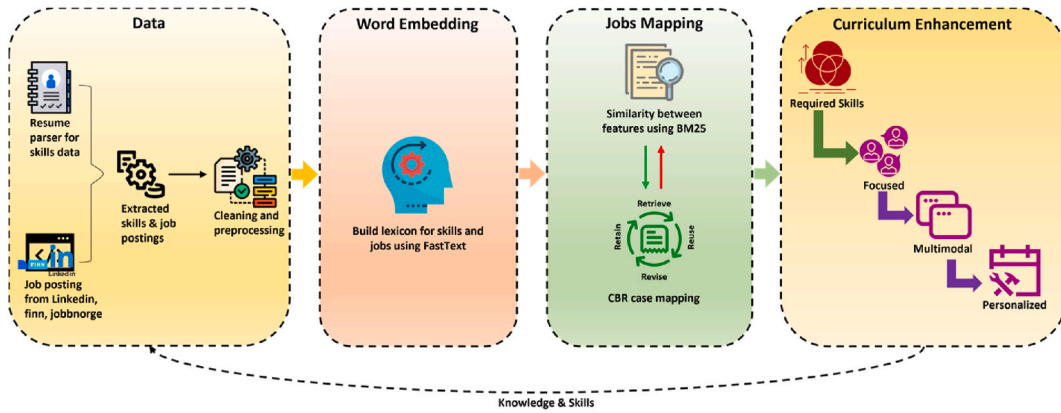 Data
Resume
parser for
skills data
FINN
in
Linkedin
Job posting
from Linkedin,
finn, jobbnorge
Extracted
skills & job
postings
Cleaning and
preprocessing
Word Embedding
Build lexicon for skills and
jobs using FastText
Jobs Mapping
Similarity between
features using BM25
Retrieve
Retain
Reuse
Revise
CBR case mapping
Curriculum Enhancement
Required Skills
Focused
Multimodal
Personalized
Knowledge & Skills